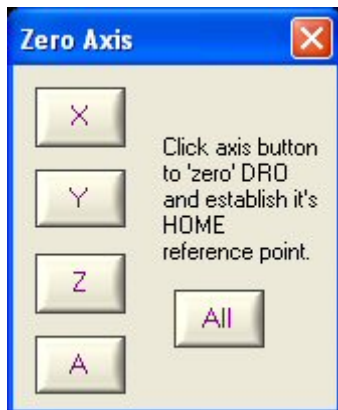 Zero Axis
X
Y
Z
A
Click axis button
to 'zero' DRO
and establish it's
HOME
reference point.
All